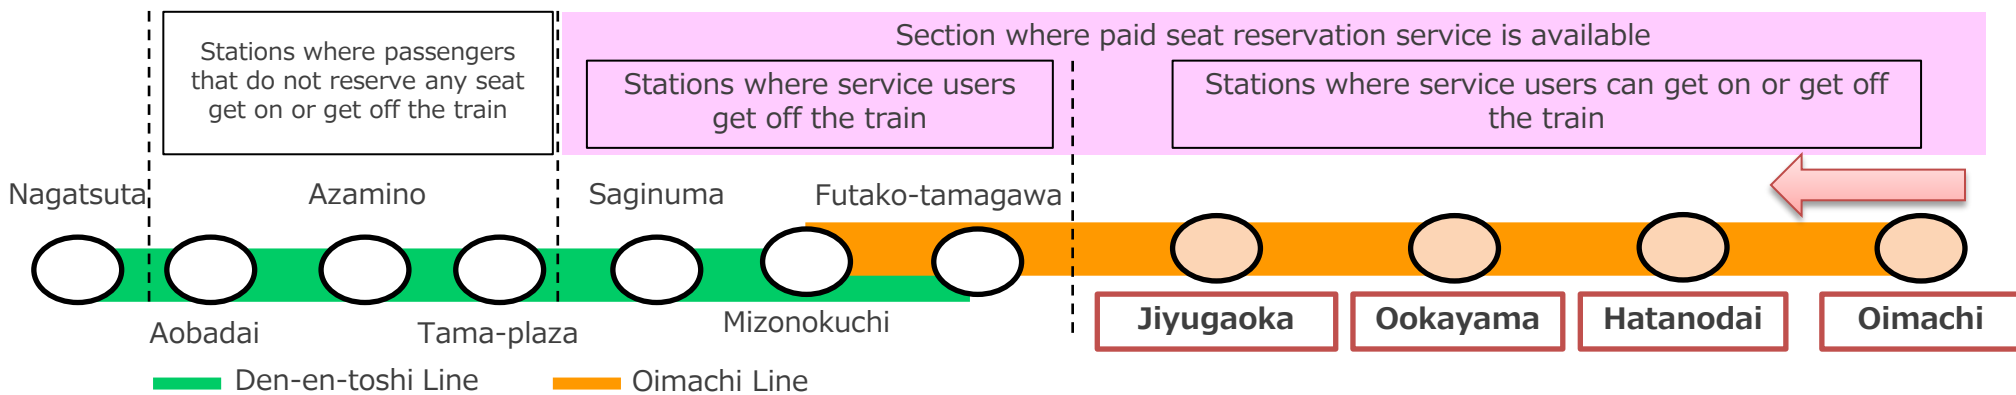 Section where paid seat reservation service is available
Stations where passengers
that do not reserve any seat
get on or get off the train
Stations where service users
get off the train
Stations where service users can get on or get off
the train
Nagatsuta
Azamino
Saginuma
Futako-tamagawa
Aobadai
Tama-plaza
Mizonokuchi
Jiyugaoka
Ookayama
Hatanodai
Oimachi
Den-en-toshi Line
Oimachi Line